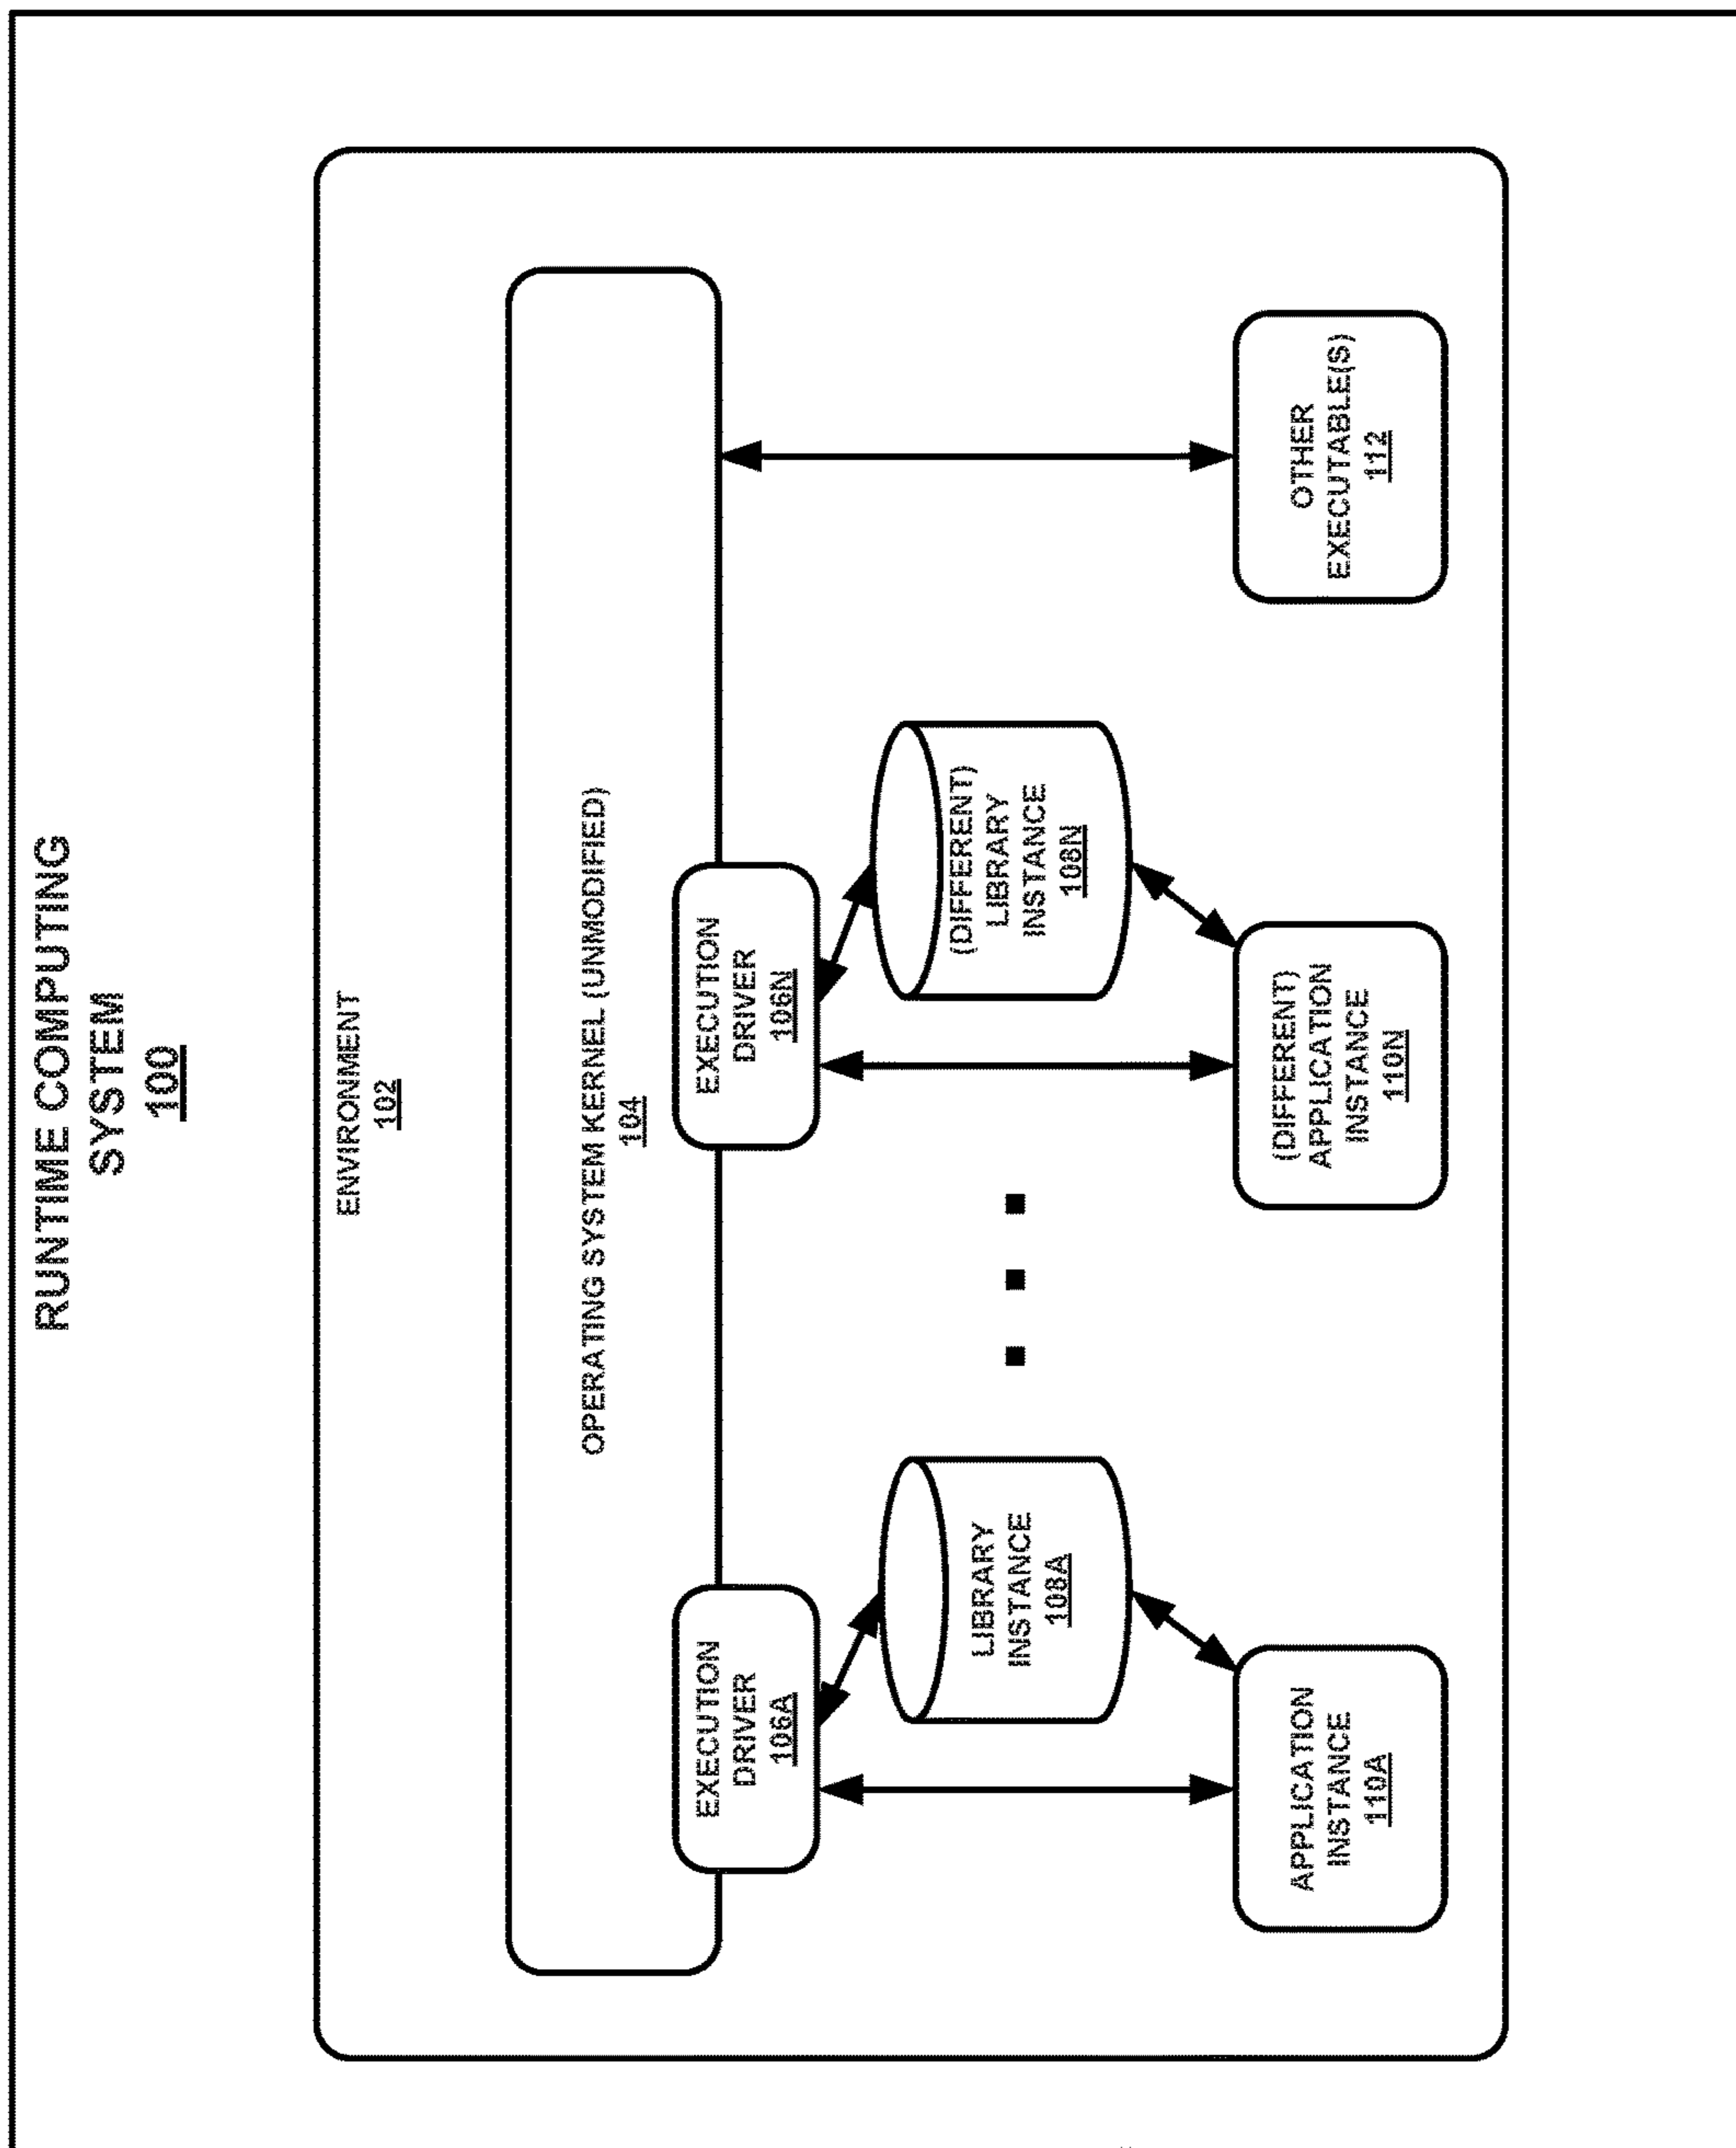 RUNTIME COMPUTING
SYSTEM
100
ENVIRONMENT
102
OPERATING SYSTEM KERNEL (UNMODIFIED)
104
EXECUTION
DRIVER
106A
EXECUTION
DRIVER
106N
LIBRARY
INSTANCE
108A
(DIFFERENT)
LIBRARY
INSTANCE
108N
APPLICATION
INSTANCE
110A
(DIFFERENT)
APPLICATION
INSTANCE
110N
OTHER
EXECUTABLE(S)
112